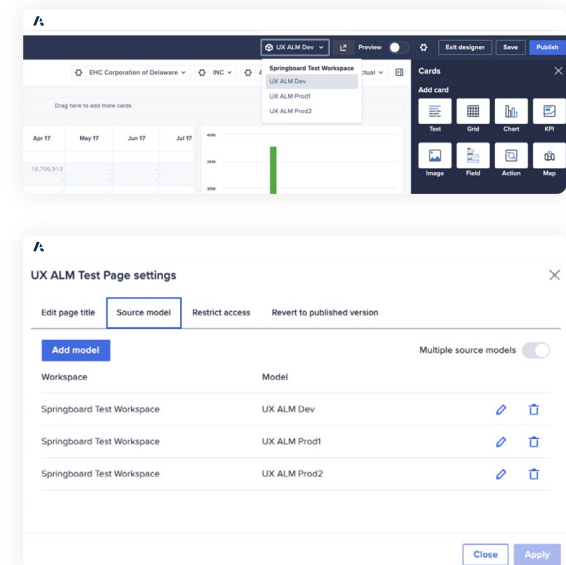 UX ALM Dev Preview Exit designer Save Publish
EHC Corporation of Delaware INC A tual
Springboard Test Workspace
UX ALM Dev
UX ALM Prod1
UX ALM Prod2
Cards
Add card
Drag here to add more cards
Text Grid Chart KPI
Image Field Action Map
Apr 17 May 17 Jun 17 Jul 17
18,796,913
40M
35M
30M
UX ALM Test Page settings
Edit page title Source model Restrict access Revert to published version
Add model Multiple source models
Workspace Model
Springboard Test Workspace UX ALM Dev
Springboard Test Workspace UX ALM Prod1
Springboard Test Workspace UX ALM Prod2
Close Apply